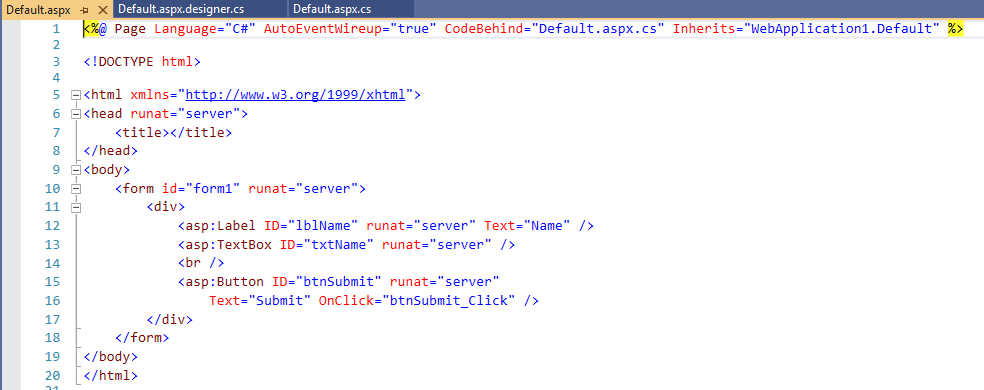 Default.aspx Default.aspx.designer.cs Default.aspx.cs
1 <%@ Page Language="C#" AutoEventWireup="true" CodeBehind="Default.aspx.cs" Inherits="WebApplication1.Default" %>
2
3 <!DOCTYPE html>
4
5 <html xmlns="http://www.w3.org/1999/xhtml">
6 <head runat="server">
7 <title></title>
8 </head>
9 <body>
10 <form id="form1" runat="server">
11 <div>
12 <asp:Label ID="lblName" runat="server" Text="Name" />
13 <asp:TextBox ID="txtName" runat="server" />
14 <br />
15 <asp:Button ID="btnSubmit" runat="server"
16 Text="Submit" OnClick="btnSubmit_Click" />
17 </div>
18 </form>
19 </body>
20 </html>